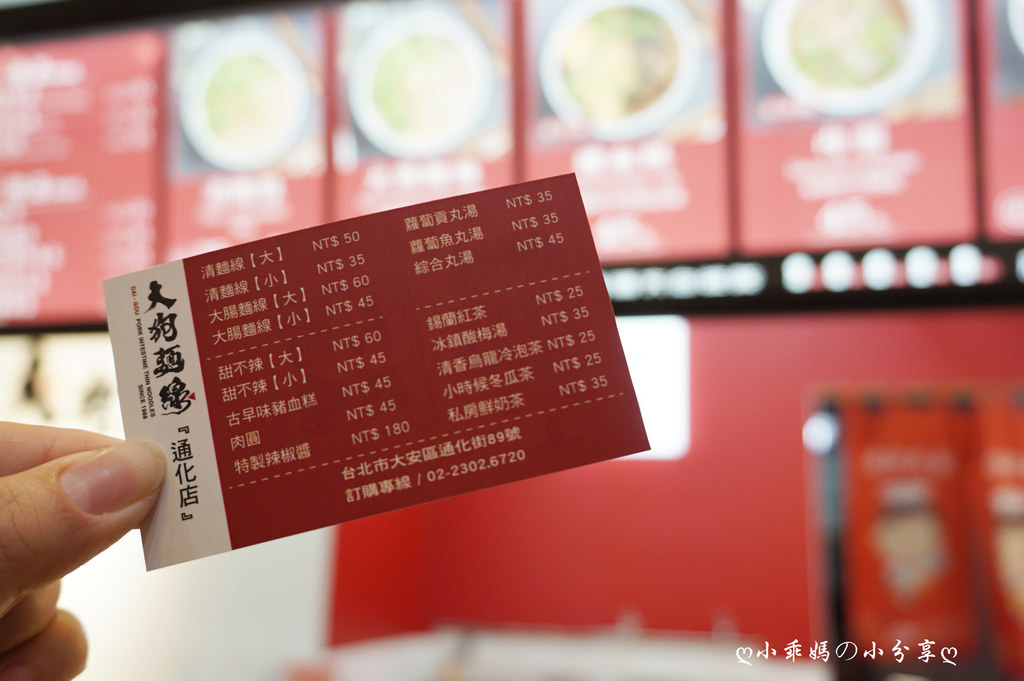 大狗麵線
DAI-GOU PORK INTESTINE THIN NOODLES
SINCE 1988
『通化店』
清麵線【大】 NT$ 50
清麵線【小】 NT$ 35
大腸麵線【大】 NT$ 60
大腸麵線【小】 NT$ 45
甜不辣【大】 NT$ 60
甜不辣【小】 NT$ 45
古早味豬血糕 NT$ 45
肉圓 NT$ 45
特製辣椒醬 NT$ 180
蘿蔔貢丸湯 NT$ 35
蘿蔔魚丸湯 NT$ 35
綜合丸湯 NT$ 45
錫蘭紅茶 NT$ 25
冰鎮酸梅湯 NT$ 35
清香烏龍冷泡茶 NT$ 25
小時候冬瓜茶 NT$ 25
私房鮮奶茶 NT$ 35
台北市大安區通化街89號
訂購專線 / 02-2302.6720
ღ小乖媽の小分享ღ